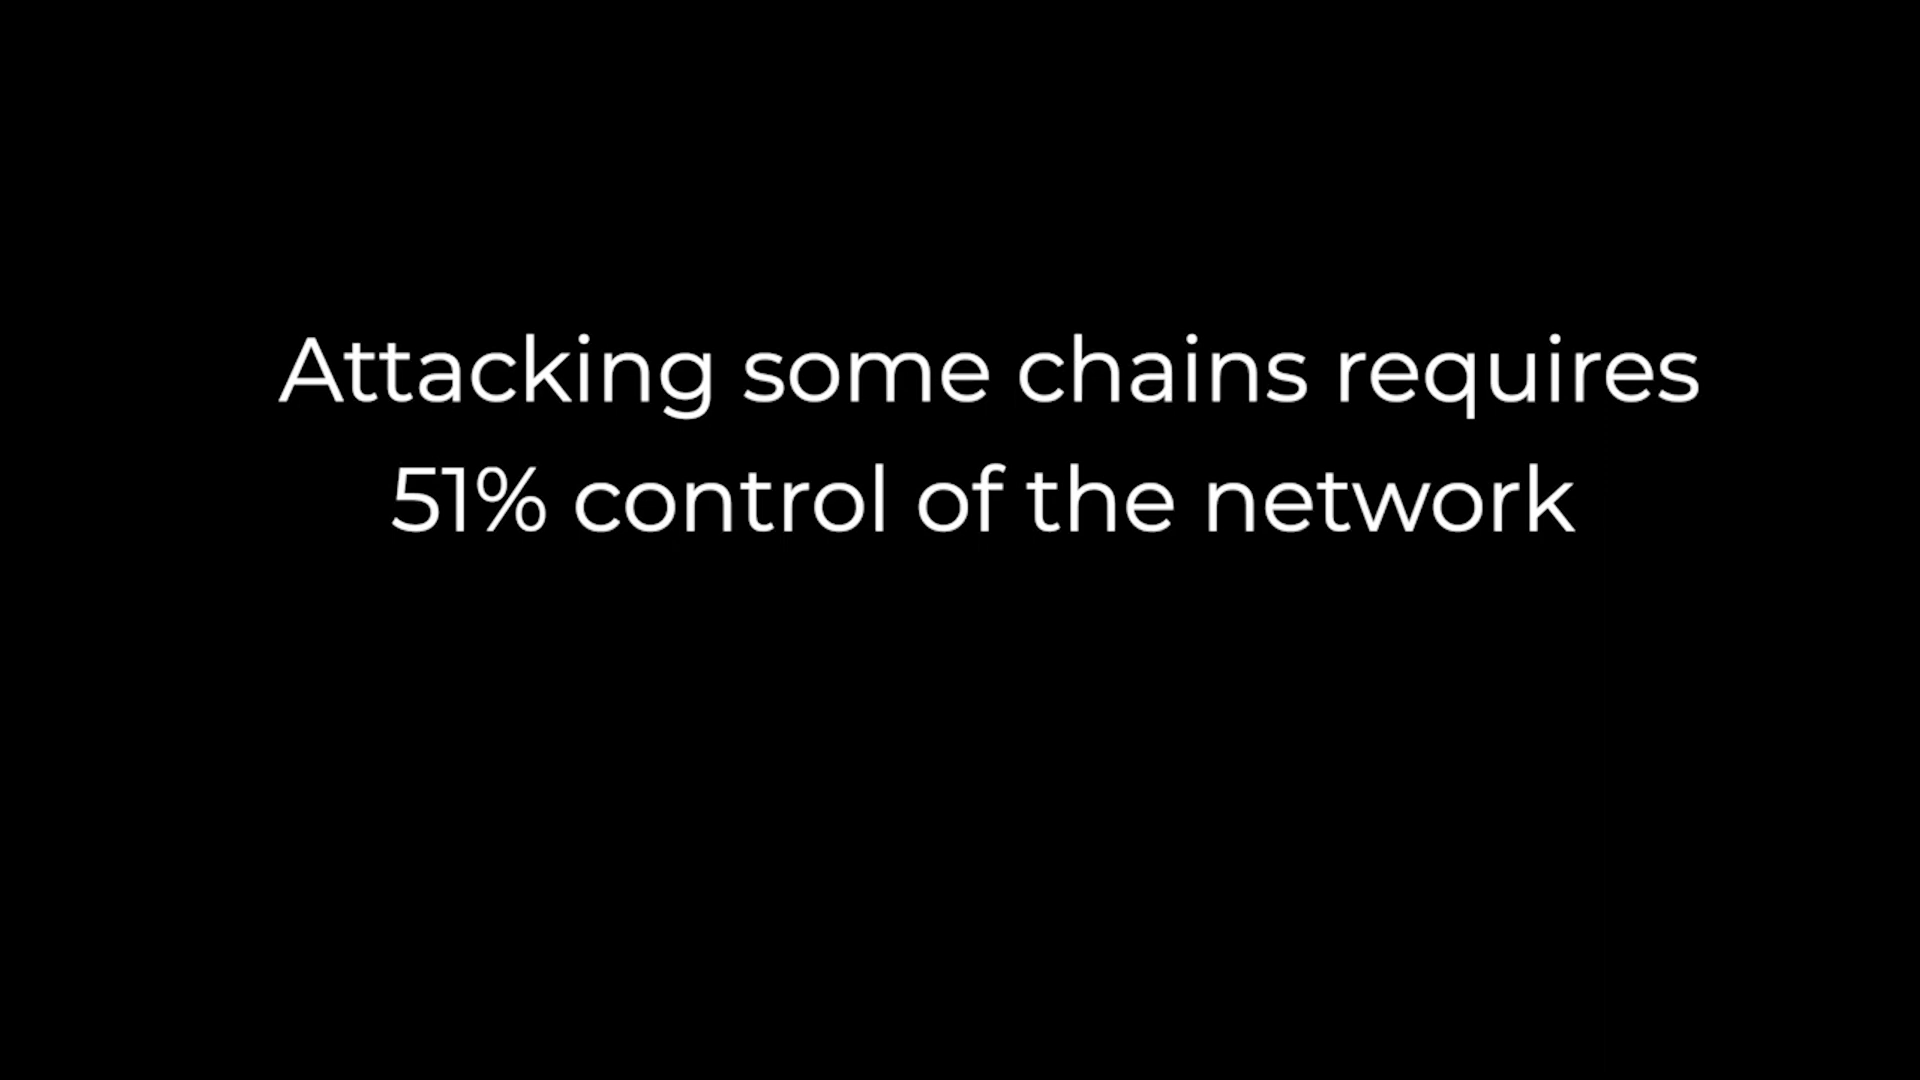 Attacking some chains requires
51% control of the network